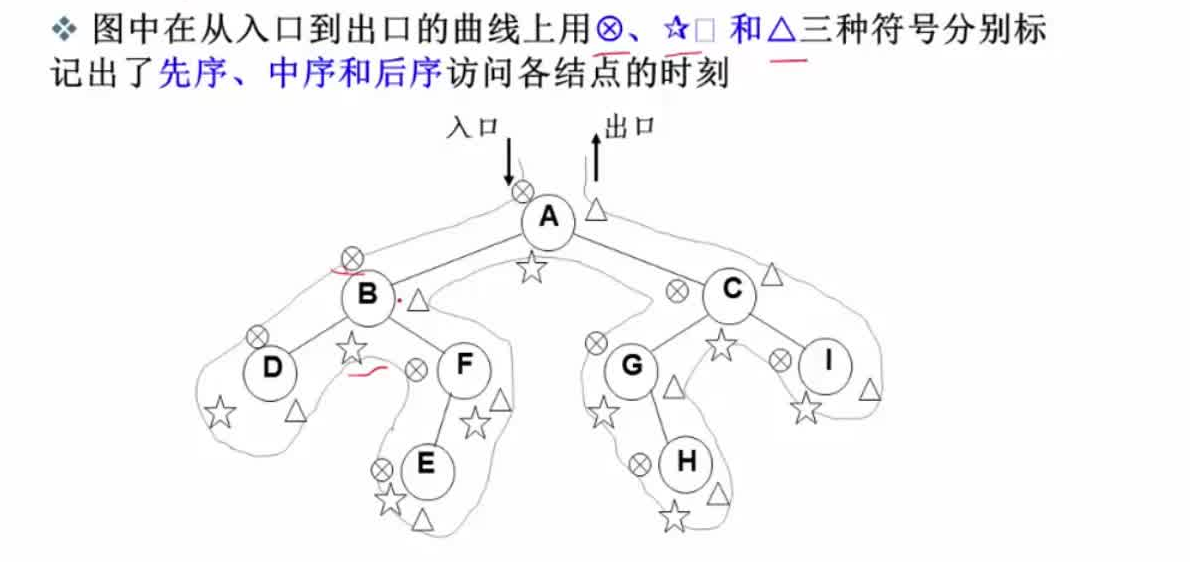 ❖ 图中在从入口到出口的曲线上用⊗、☆□ 和△三种符号分别标
记出了先序、中序和后序访问各结点的时刻
入口 出口
A
B C
D F G I
E H